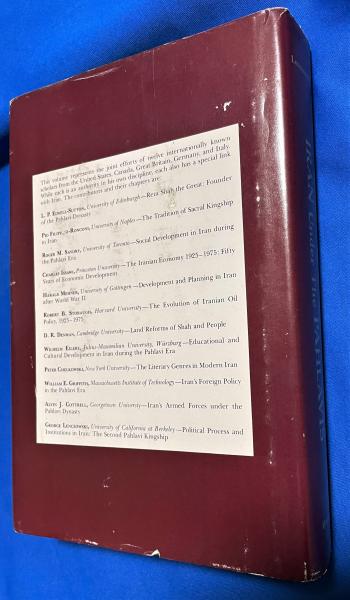 This volume represents the joint efforts of twelve internationally known
scholars from the United States, Canada, Great Britain, Germany, and Italy.
While each is an authority in his own discipline, each also has a special link
with Iran. The contributors and their chapters are:
L. P. ELWELL-SUTTON, University of Edinburgh—Reza Shah the Great: Founder
of the Pahlavi Dynasty
PIO FILIPPANI-RONCONI, University of Naples—The Tradition of Sacral Kingship
in Iran
ROGER M. SAVORY, University of Toronto—Social Development in Iran during
the Pahlavi Era
CHARLES ISSAWI, Princeton University—The Iranian Economy 1925-1975: Fifty
Years of Economic Development
HARALD MEHNER, University of Göttingen—Development and Planning in Iran
after World War II
ROBERT B. STOBAUGH, Harvard University—The Evolution of Iranian Oil
Policy, 1925-1975
D. R. DENMAN, Cambridge University—Land Reforms of Shah and People
WILHELM EILERS, Julius-Maximilian University, Würzburg—Educational and
Cultural Development in Iran during the Pahlavi Era
PETER CHELKOWSKI, New York University—The Literary Genres in Modern Iran
WILLIAM E. GRIFFITH, Massachusetts Institute of Technology—Iran's Foreign Policy
in the Pahlavi Era
ALVIN J. COTTRELL, Georgetown University—Iran's Armed Forces under the
Pahlavi Dynasty
GEORGE LENCZOWSKI, University of California at Berkeley—Political Process and
Institutions in Iran: The Second Pahlavi Kingship